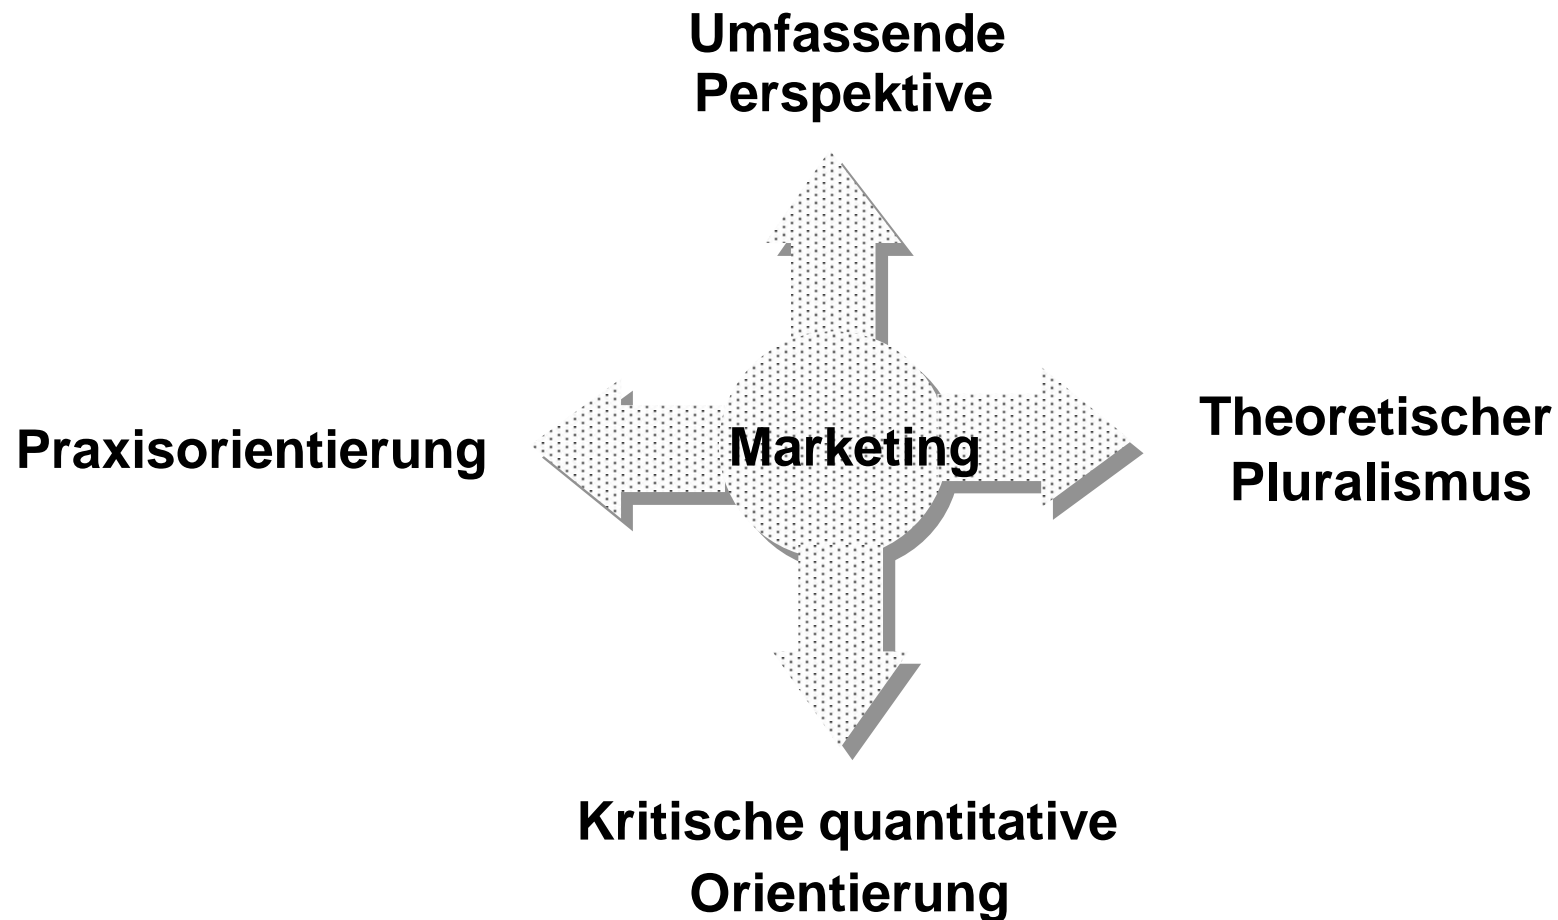 Umfassende
Perspektive
Praxisorientierung
Marketing
Theoretischer
Pluralismus
Kritische quantitative
Orientierung